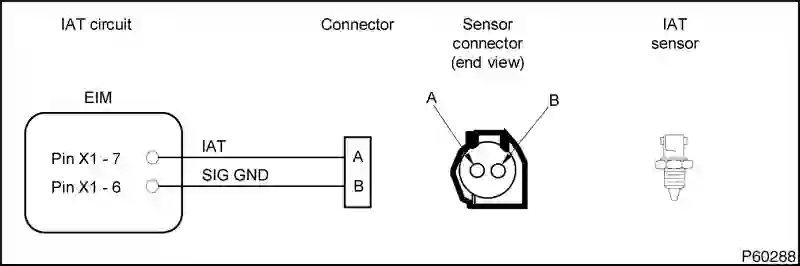 IAT circuit
Connector
Sensor
connector
(end view)
IAT
sensor
EIM
A
B
Pin X1 - 7
IAT
A
Pin X1 - 6
SIG GND
B
P60288